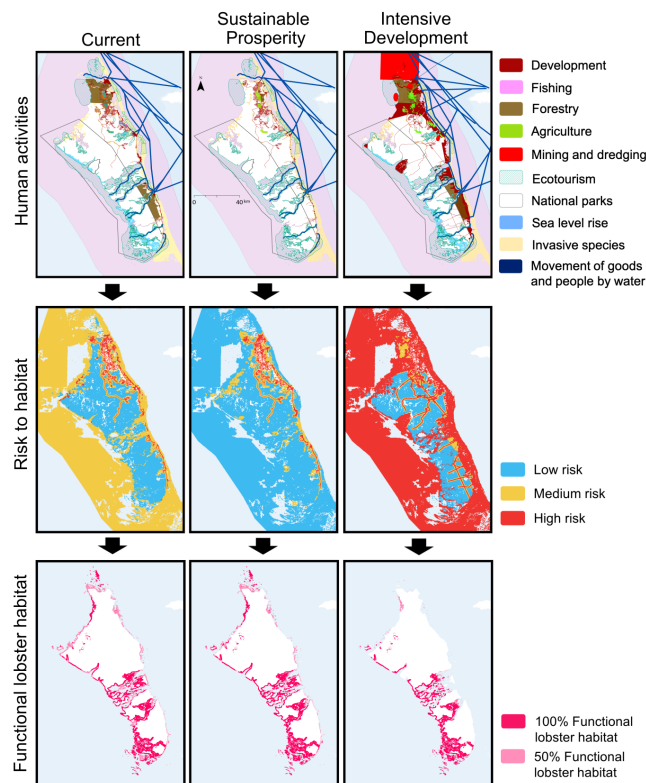 Current
Sustainable
Prosperity
Intensive
Development
Human activities
N
0
40 km
Development
Fishing
Forestry
Agriculture
Mining and dredging
Ecotourism
National parks
Sea level rise
Invasive species
Movement of goods
and people by water
Risk to habitat
Low risk
Medium risk
High risk
Functional lobster habitat
100% Functional
lobster habitat
50% Functional
lobster habitat